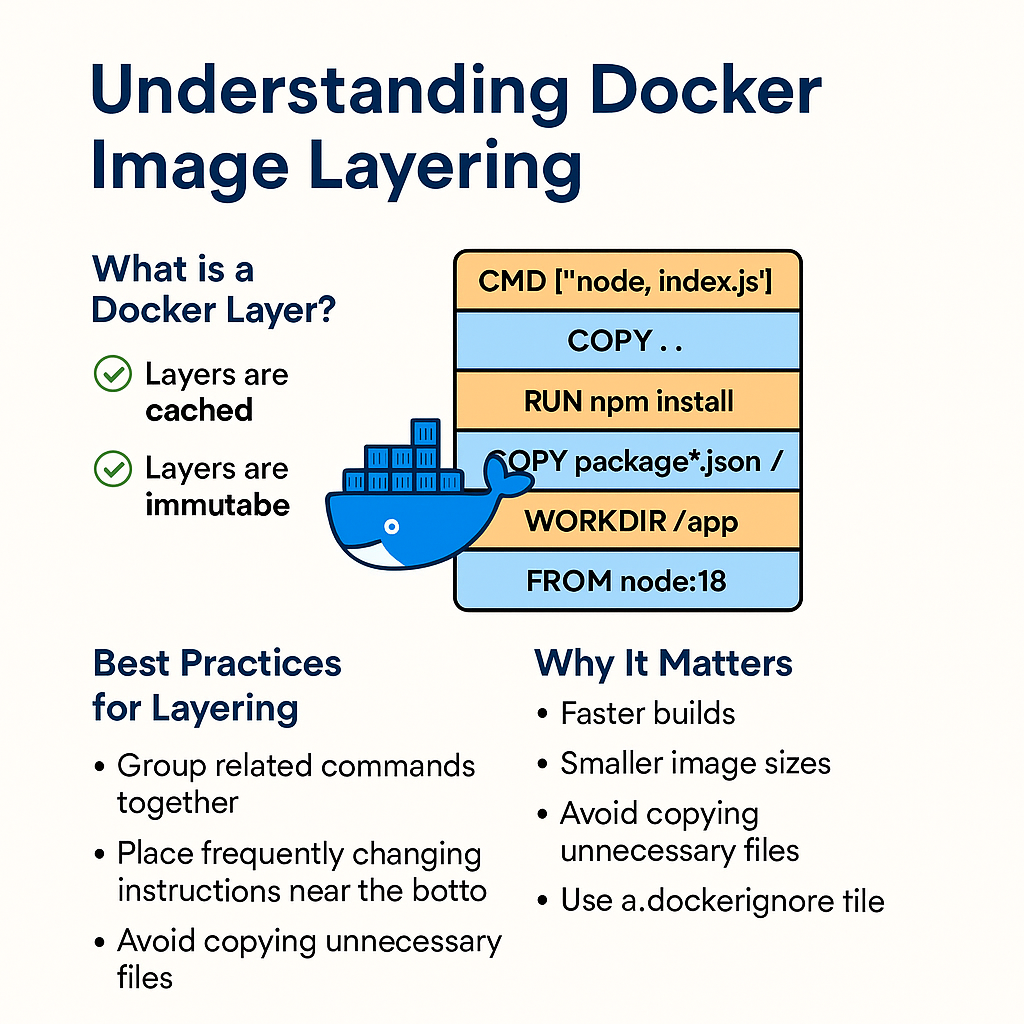 Understanding Docker
Image Layering
What is a
Docker Layer?
Layers are
cached
Layers are
immutabe
CMD ["node, index.js']
COPY . .
RUN npm install
COPY package*.json /
WORKDIR /app
FROM node:18
Best Practices
for Layering
• Group related commands
together
• Place frequently changing
instructions near the botto
• Avoid copying unnecessary
files
Why It Matters
• Faster builds
• Smaller image sizes
• Avoid copying
unnecessary files
• Use a.dockerignore tile